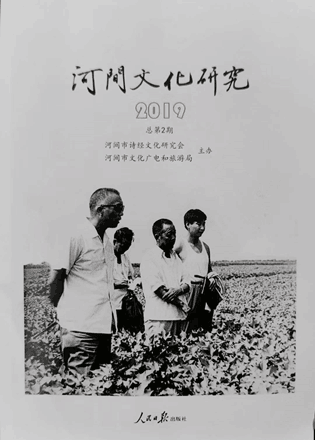 河間文化研究
2019
总第2期
河间市诗经文化研究会
河间市文化广电和旅游局
主办
人民日报出版社